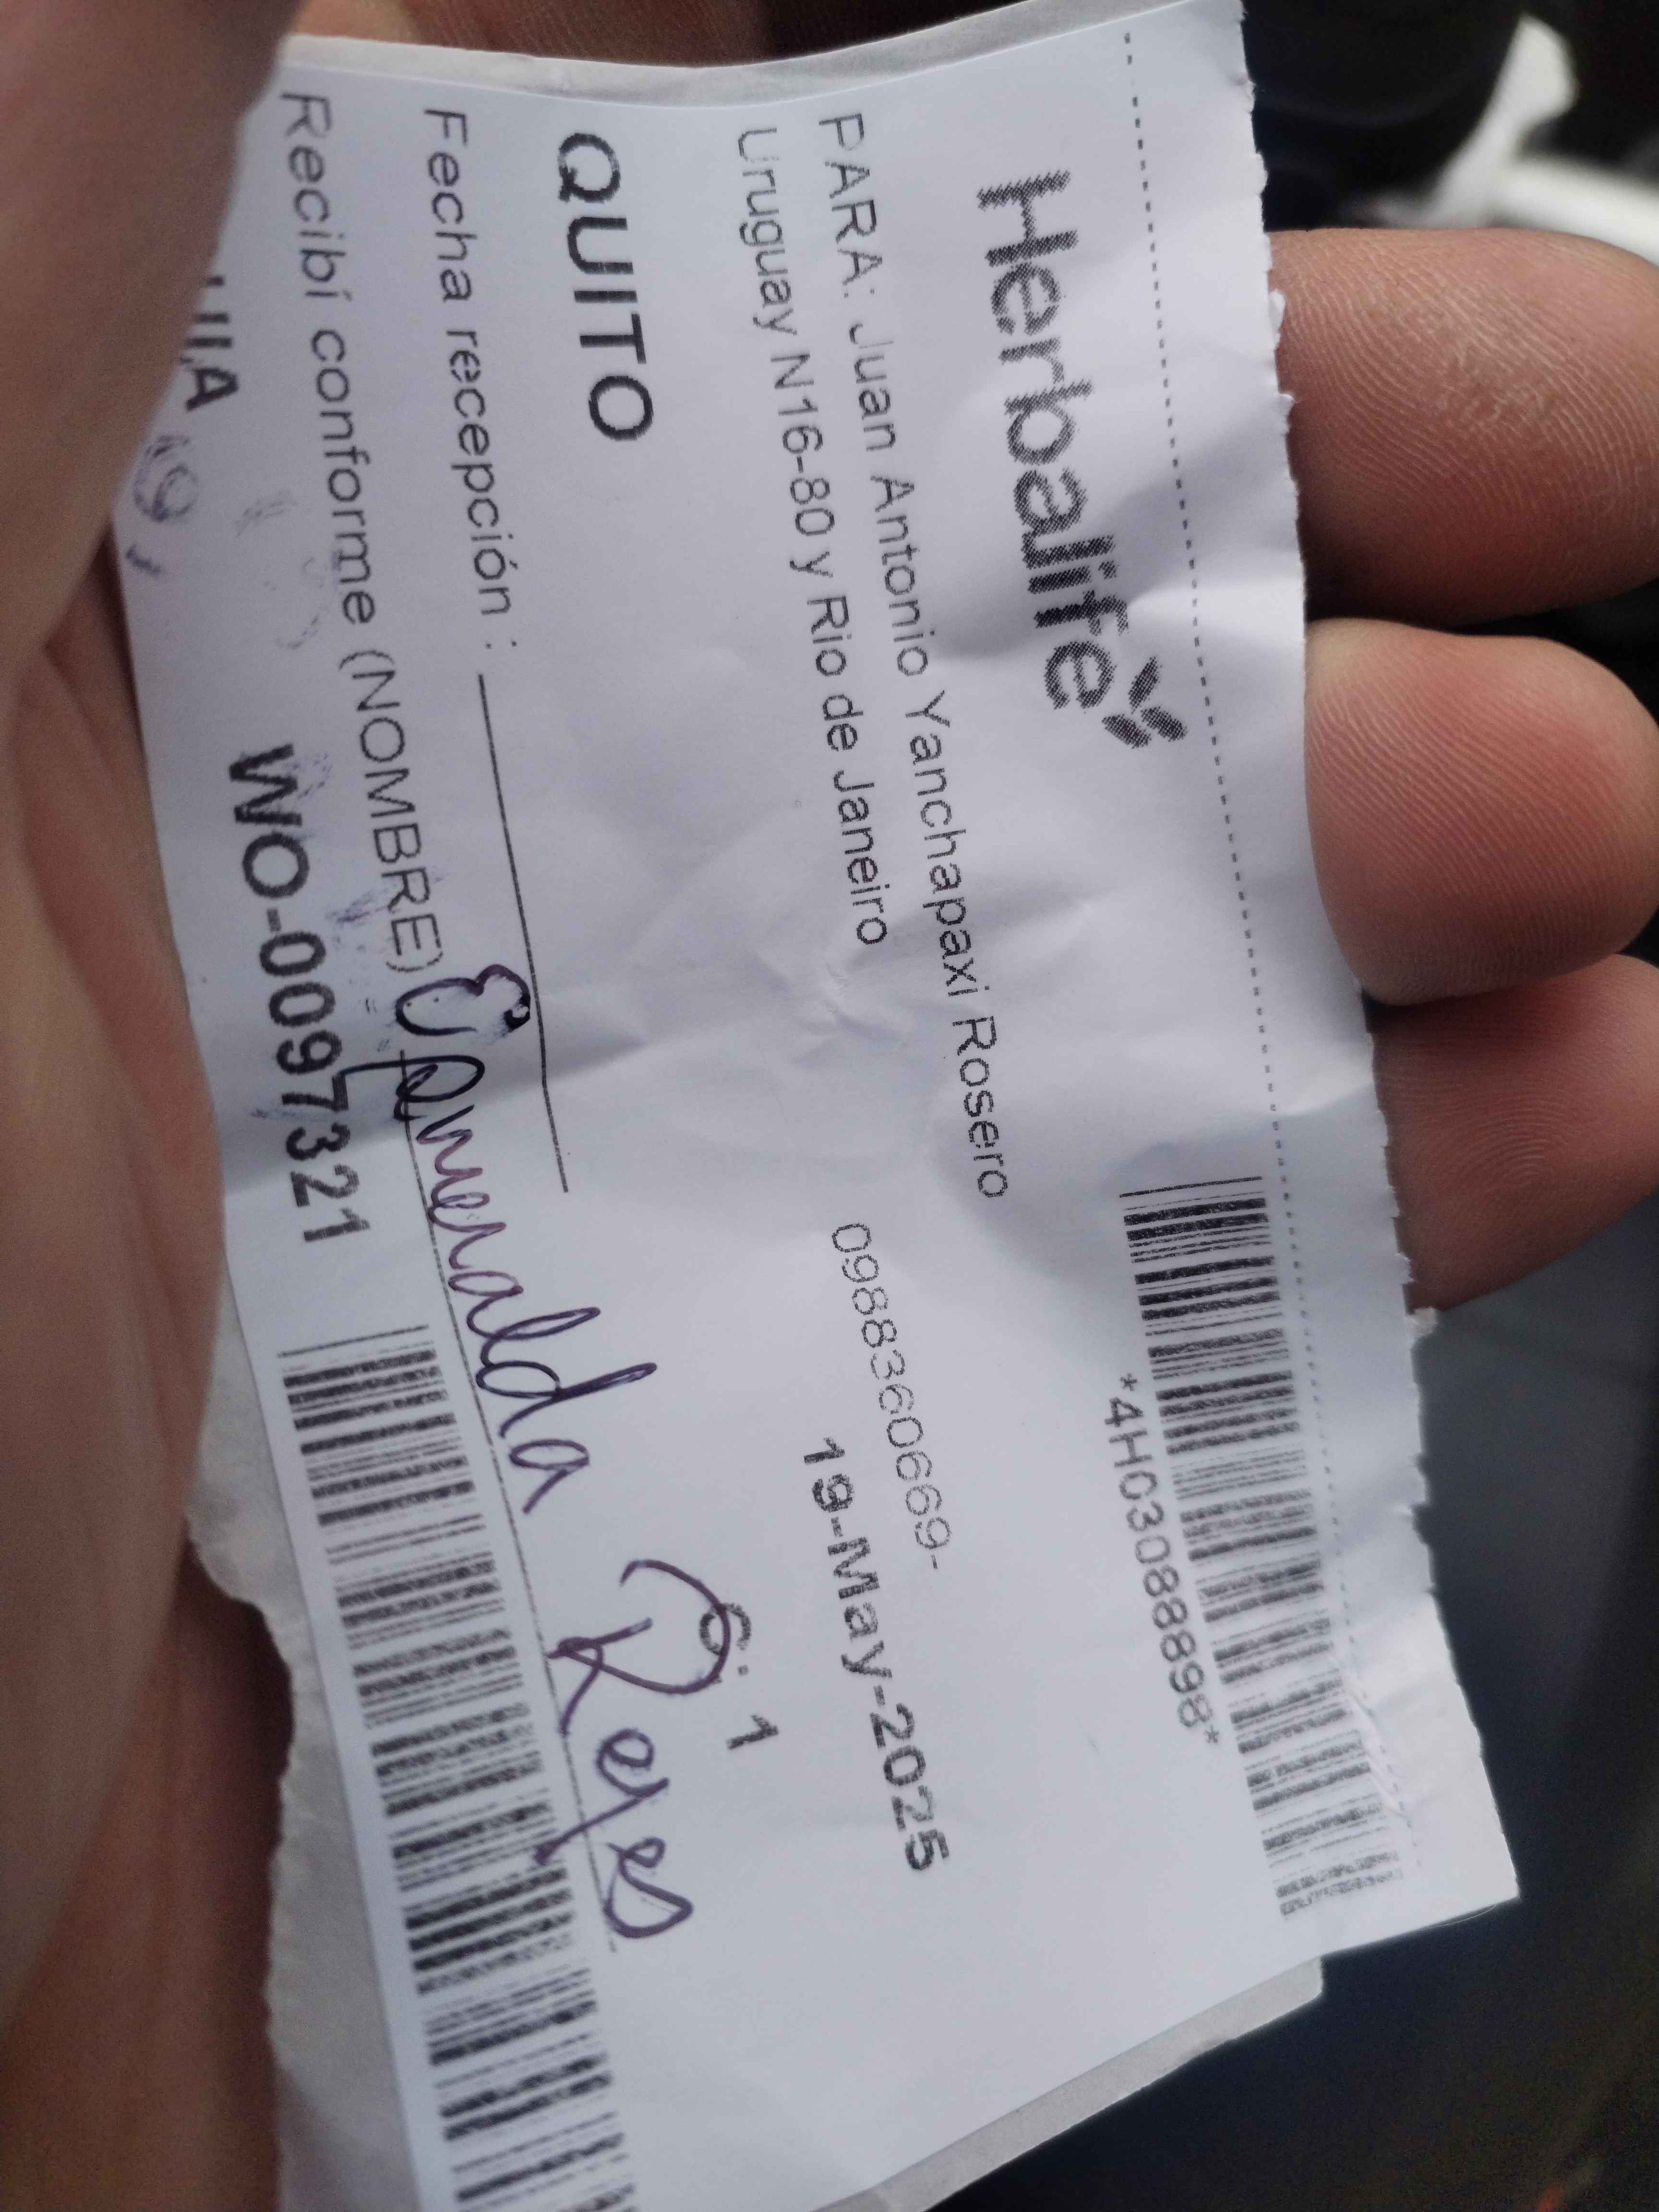 Herbalife
*4H03088898*
PARA: Juan Antonio Yanchapaxi Rosero
Uruguay N16-80 y Rio de Janeiro
0988360669-
19-May-2025
QUITO
: 1
Fecha recepción :
Recibí conforme (NOMBRE) Esmeralda Reyes
WO-0097321